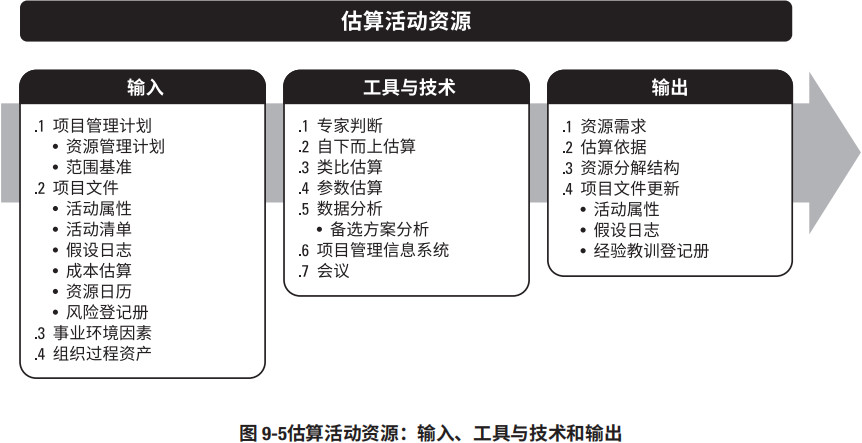 估算活动资源
输入
.1 项目管理计划
• 资源管理计划
• 范围基准
.2 项目文件
• 活动属性
• 活动清单
• 假设日志
• 成本估算
• 资源日历
• 风险登记册
.3 事业环境因素
.4 组织过程资产
工具与技术
.1 专家判断
.2 自下而上估算
.3 类比估算
.4 参数估算
.5 数据分析
• 备选方案分析
.6 项目管理信息系统
.7 会议
输出
.1 资源需求
.2 估算依据
.3 资源分解结构
.4 项目文件更新
• 活动属性
• 假设日志
• 经验教训登记册
图 9-5估算活动资源：输入、工具与技术和输出